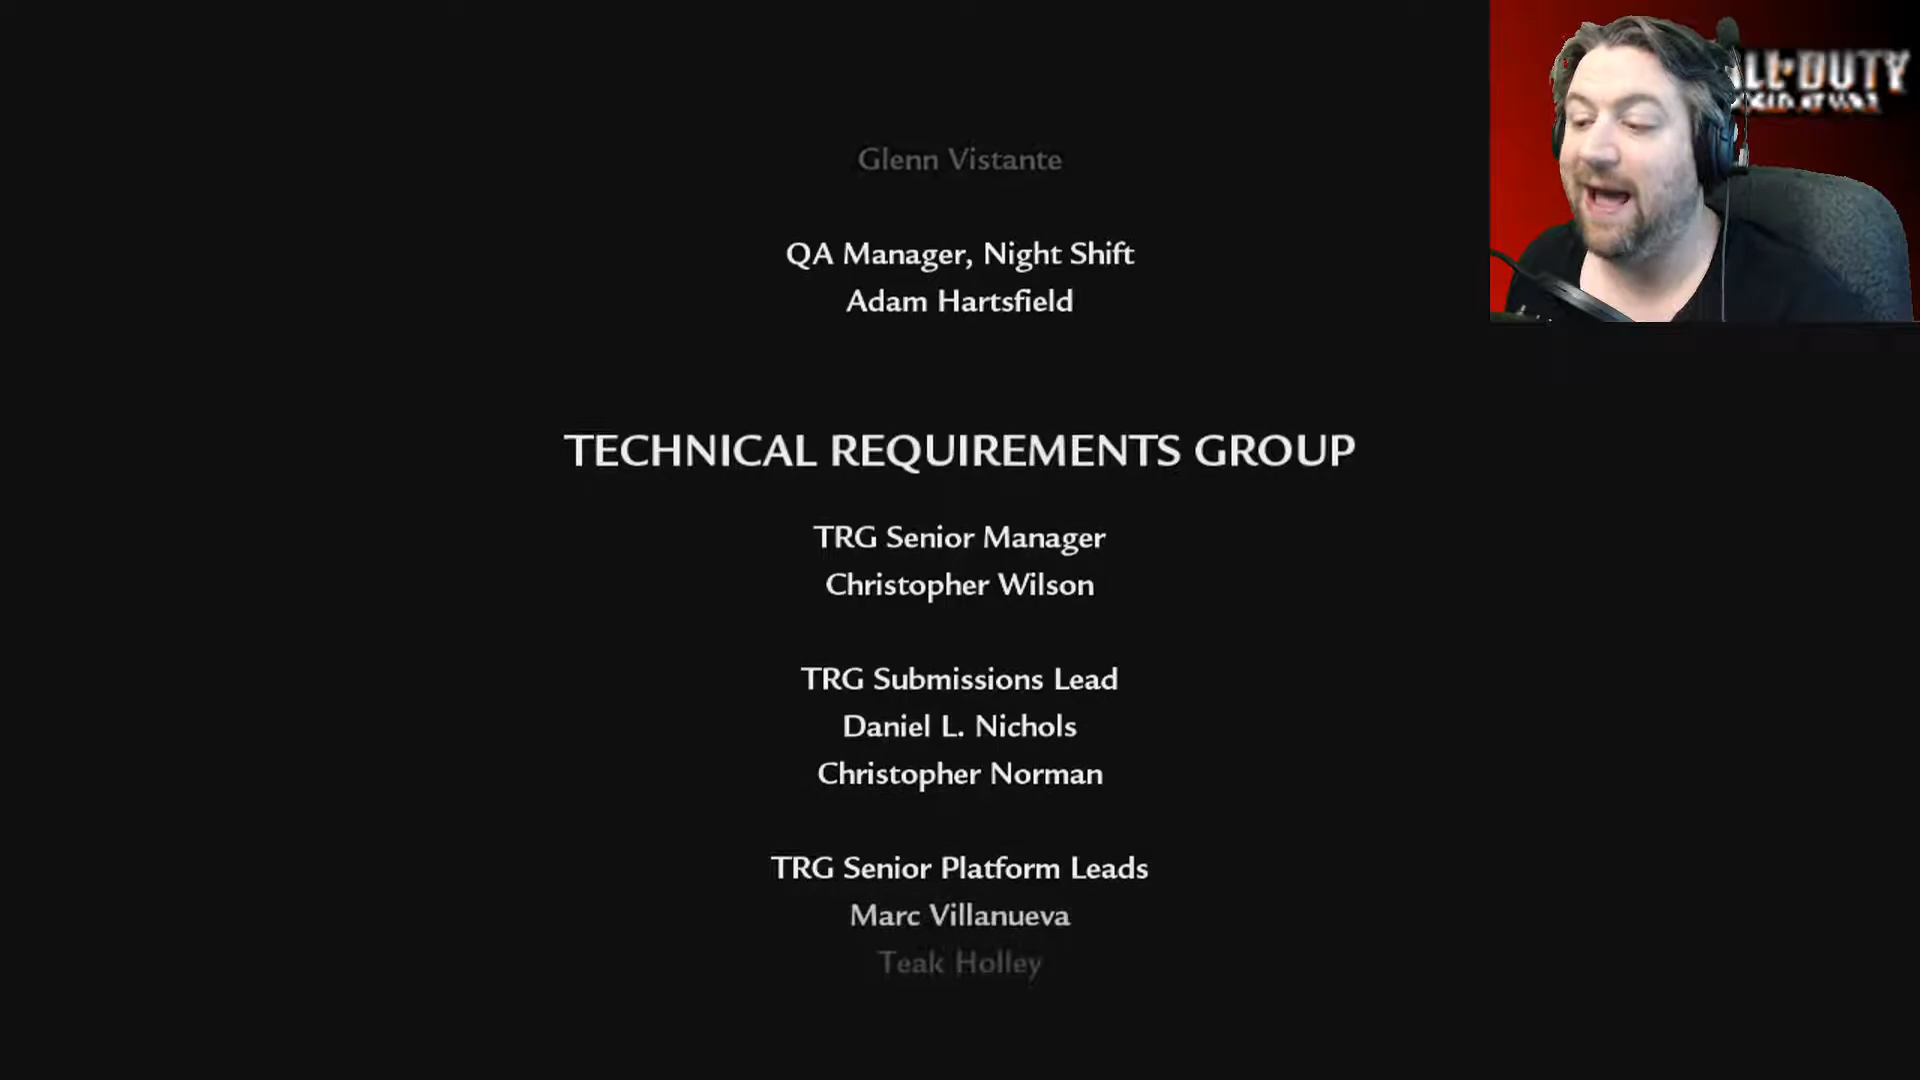 Glenn Vistante
QA Manager, Night Shift
Adam Hartsfield
TECHNICAL REQUIREMENTS GROUP
TRG Senior Manager
Christopher Wilson
TRG Submissions Lead
Daniel L. Nichols
Christopher Norman
TRG Senior Platform Leads
Marc Villanueva
Teak Holley
DUTY